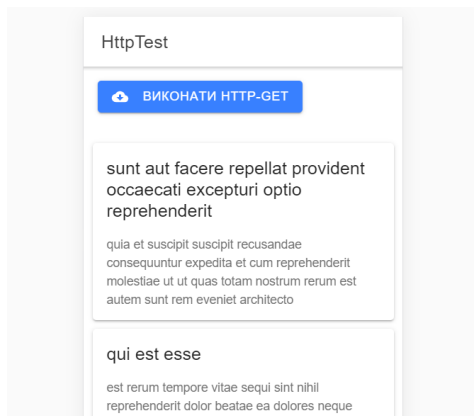 HttpTest
ВИКОНАТИ HTTP-GET
sunt aut facere repellat provident
occaecati excepturi optio
reprehenderit
quia et suscipit suscipit recusandae
consequuntur expedita et cum reprehenderit
molestiae ut ut quas totam nostrum rerum est
autem sunt rem eveniet architecto
qui est esse
est rerum tempore vitae sequi sint nihil
reprehenderit dolor beatae ea dolores neque